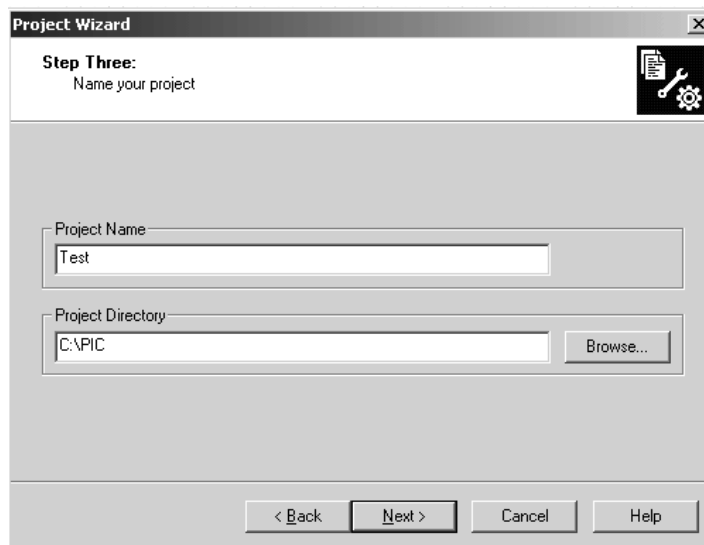 Project Wizard
Step Three:
Name your project
Project Name
Test
Project Directory
C:\PIC
Browse...
< Back Next > Cancel Help